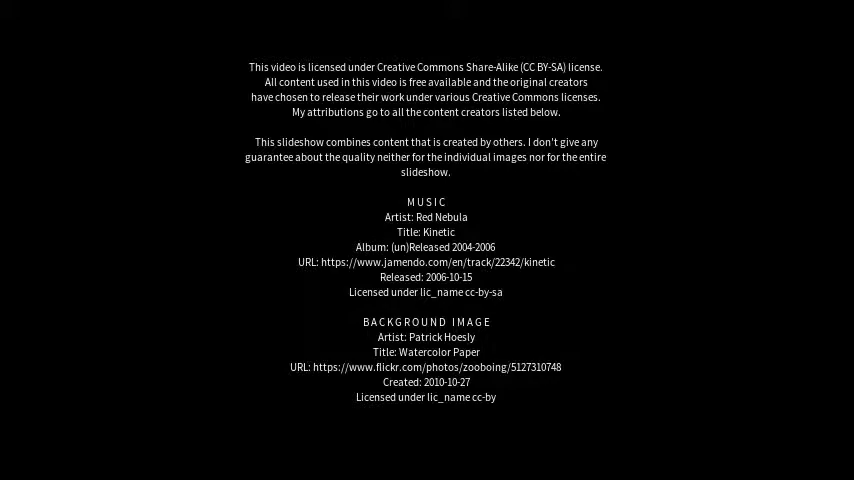 This video is licensed under Creative Commons Share-Alike (CC BY-SA) license.
All content used in this video is free available and the original creators
have chosen to release their work under various Creative Commons licenses.
My attributions go to all the content creators listed below.
This slideshow combines content that is created by others. I don't give any
guarantee about the quality neither for the individual images nor for the entire
slideshow.
MUSIC
Artist: Red Nebula
Title: Kinetic
Album: (un)Released 2004-2006
URL: https://www.jamendo.com/en/track/22342/kinetic
Released: 2006-10-15
Licensed under lic_name cc-by-sa
BACKGROUND IMAGE
Artist: Patrick Hoesly
Title: Watercolor Paper
URL: https://www.flickr.com/photos/zooboing/5127310748
Created: 2010-10-27
Licensed under lic_name cc-by